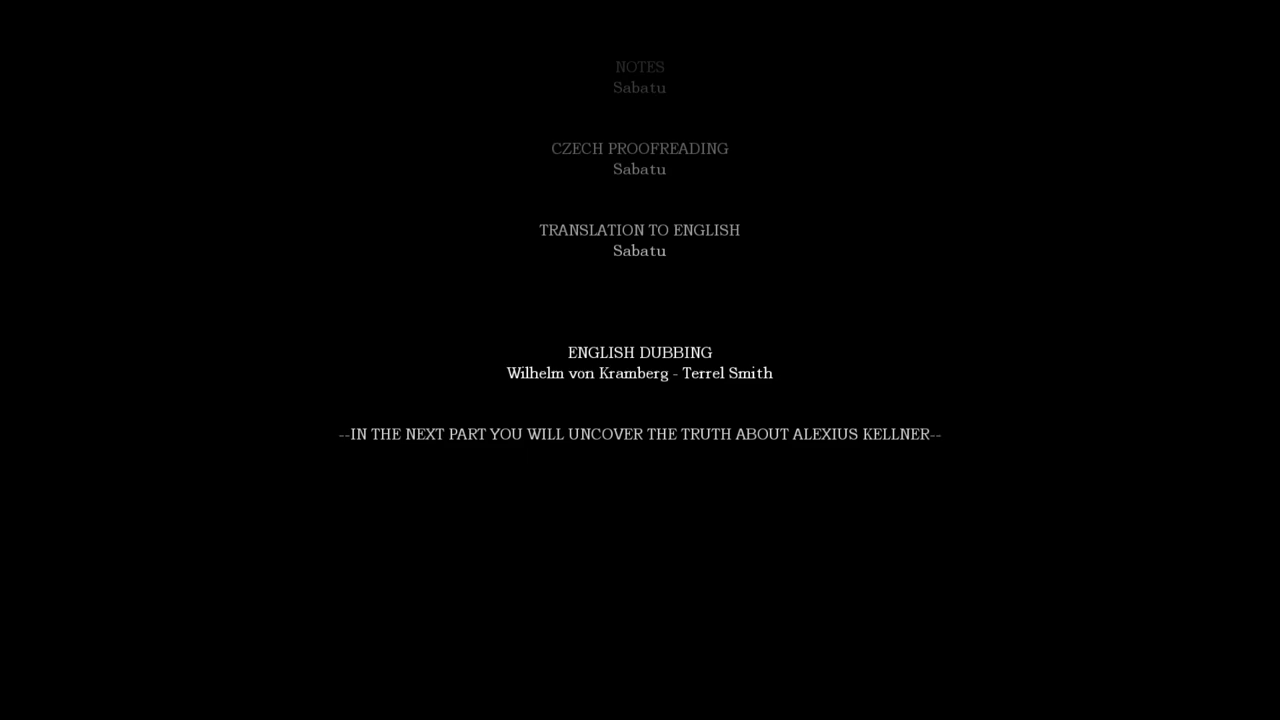 NOTES
Sabatu
CZECH PROOFREADING
Sabatu
TRANSLATION TO ENGLISH
Sabatu
ENGLISH DUBBING
Wilhelm von Kramberg - Terrel Smith
--IN THE NEXT PART YOU WILL UNCOVER THE TRUTH ABOUT ALEXIUS KELLNER--